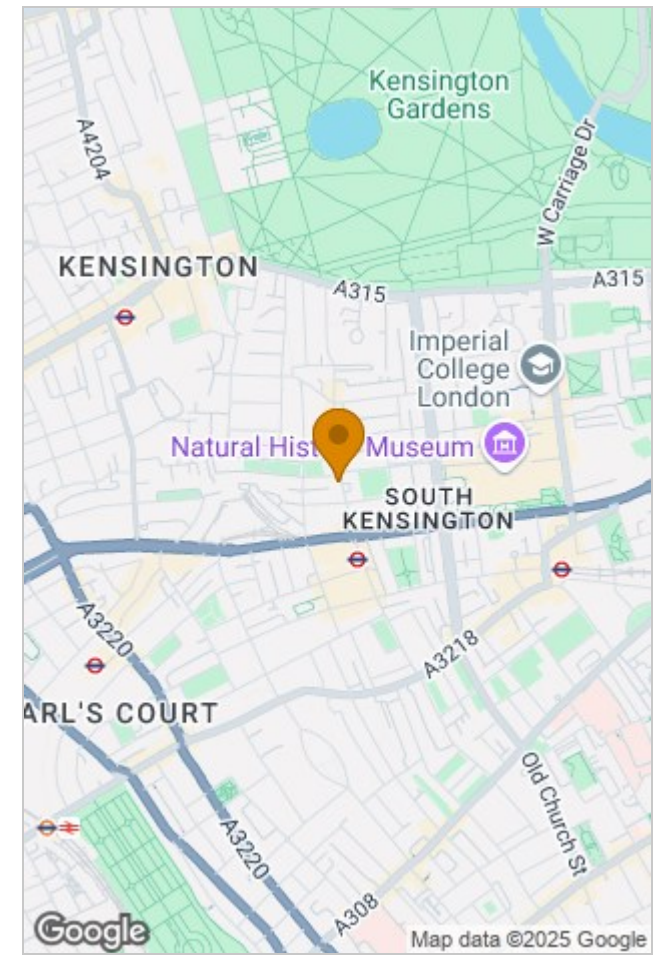 Kensington
Gardens
A4204
W Carriage Dr
KENSINGTON
A315
A315
Imperial
College
London
Natural Hist Museum
SOUTH
KENSINGTON
A3220
A3218
ARL'S COURT
Old Church St
A3220
A308
Google
Map data ©2025 Google